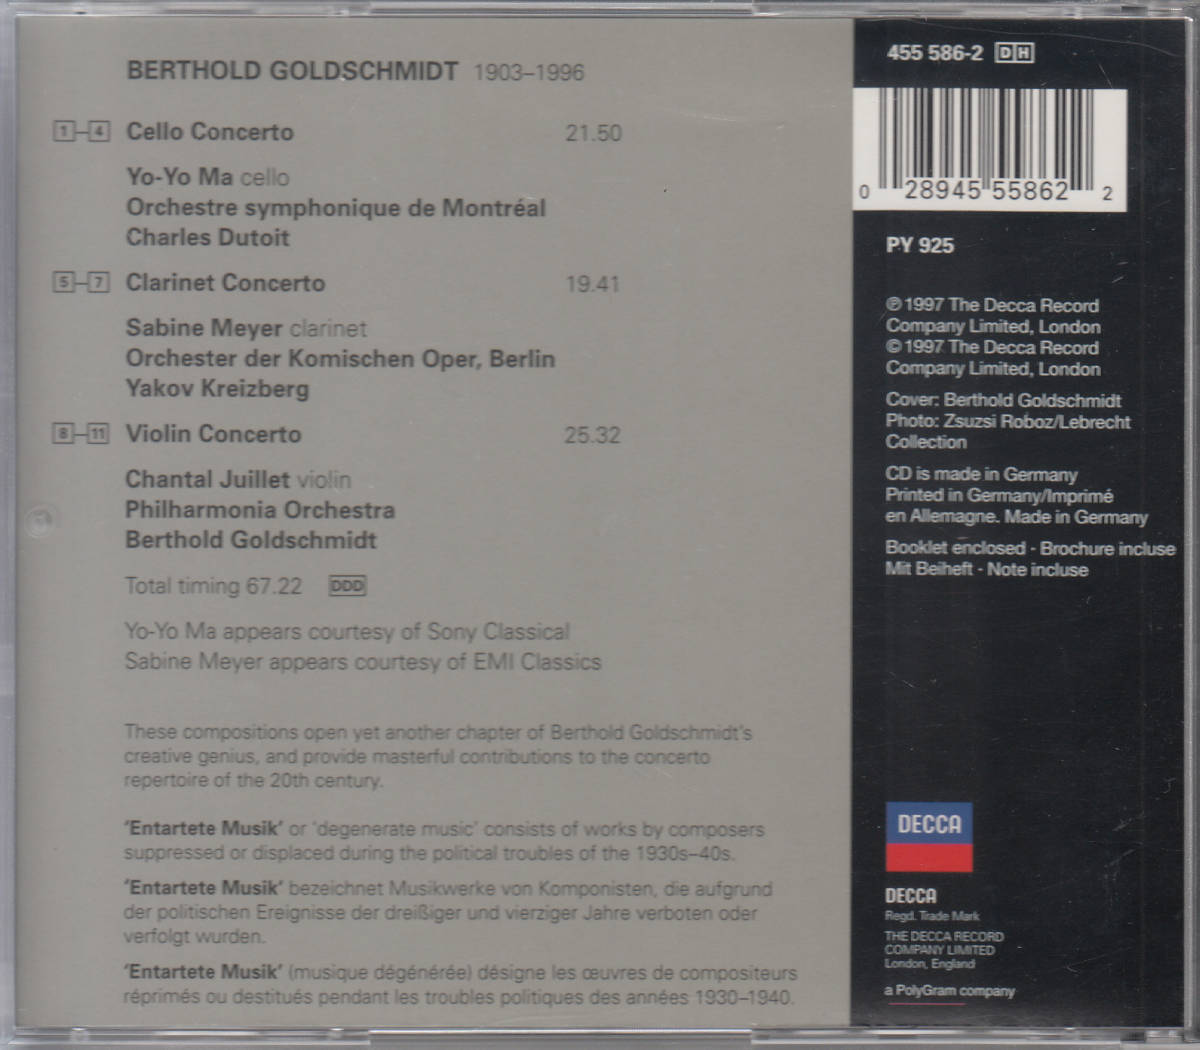 BERTHOLD GOLDSCHMIDT 1903–1996
1–4 Cello Concerto 21.50
Yo-Yo Ma cello
Orchestre symphonique de Montréal
Charles Dutoit
5–7 Clarinet Concerto 19.41
Sabine Meyer clarinet
Orchester der Komischen Oper, Berlin
Yakov Kreizberg
8–11 Violin Concerto 25.32
Chantal Juillet violin
Philharmonia Orchestra
Berthold Goldschmidt
Total timing 67.22 DDD
Yo-Yo Ma appears courtesy of Sony Classical
Sabine Meyer appears courtesy of EMI Classics
These compositions open yet another chapter of Berthold Goldschmidt's
creative genius, and provide masterful contributions to the concerto
repertoire of the 20th century.
'Entartete Musik' or 'degenerate music' consists of works by composers
suppressed or displaced during the political troubles of the 1930s–40s.
'Entartete Musik' bezeichnet Musikwerke von Komponisten, die aufgrund
der politischen Ereignisse der dreißiger und vierziger Jahre verboten oder
verfolgt wurden.
'Entartete Musik' (musique dégénérée) désigne les œuvres de compositeurs
réprimés ou destitués pendant les troubles politiques des années 1930–1940.
455 586-2 DH
0 28945 55862 2
PY 925
℗ 1997 The Decca Record
Company Limited, London
© 1997 The Decca Record
Company Limited, London
Cover: Berthold Goldschmidt
Photo: Zsuzsi Roboz/Lebrecht
Collection
CD is made in Germany
Printed in Germany/Imprimé
en Allemagne. Made in Germany
Booklet enclosed · Brochure incluse
Mit Beiheft · Note incluse
DECCA
DECCA
Regd. Trade Mark
THE DECCA RECORD
COMPANY LIMITED
London, England
a PolyGram company